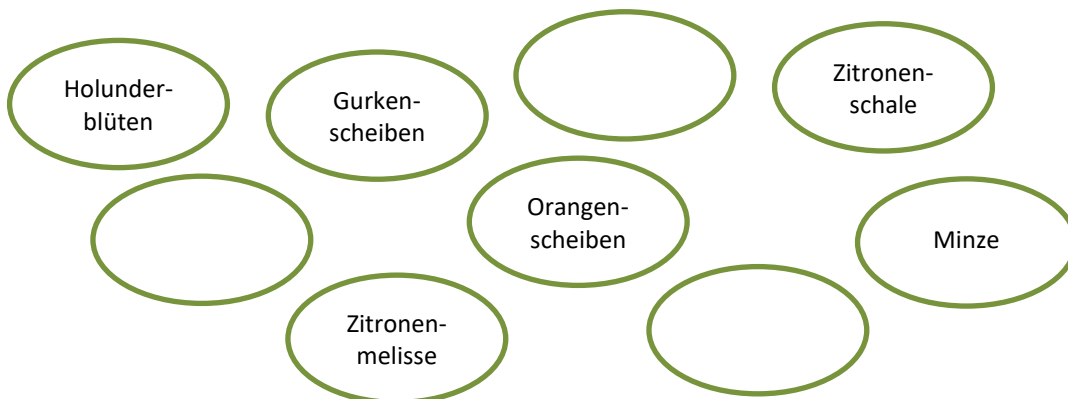 Holunder-
blüten
Gurken-
scheiben
Zitronen-
schale
Orangen-
scheiben
Minze
Zitronen-
melisse